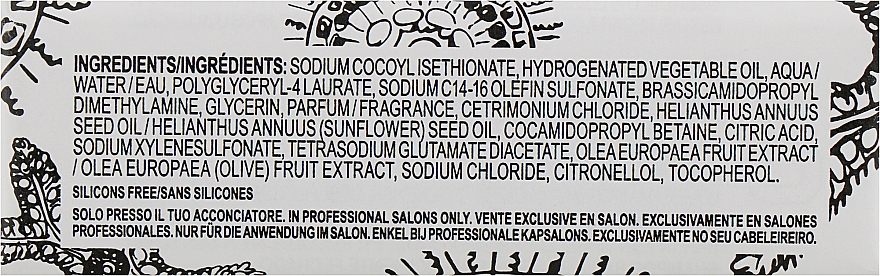 INGREDIENTS/INGRÉDIENTS: SODIUM COCOYL ISETHIONATE, HYDROGENATED VEGETABLE OIL, AQUA /
WATER / EAU, POLYGLYCERYL-4 LAURATE, SODIUM C14-16 OLEFIN SULFONATE, BRASSICAMIDOPROPYL
DIMETHYLAMINE, GLYCERIN, PARFUM / FRAGRANCE, CETRIMONIUM CHLORIDE, HELIANTHUS ANNUUS
SEED OIL / HELIANTHUS ANNUUS (SUNFLOWER) SEED OIL, COCAMIDOPROPYL BETAINE, CITRIC ACID,
SODIUM XYLENESULFONATE, TETRASODIUM GLUTAMATE DIACETATE, OLEA EUROPAEA FRUIT EXTRACT
/ OLEA EUROPAEA (OLIVE) FRUIT EXTRACT, SODIUM CHLORIDE, CITRONELLOL, TOCOPHEROL.
SILICONS FREE/SANS SILICONES
SOLO PRESSO IL TUO ACCONCIATORE. IN PROFESSIONAL SALONS ONLY. VENTE EXCLUSIVE EN SALON. EXCLUSIVAMENTE EN SALONES
PROFESSIONALES. NUR FÜR DIE ANWENDUNG IM SALON. ENKEL BIJ PROFESSIONALE KAPSALONS. EXCLUSIVAMENTE NO SEU CABELEIREIRO.